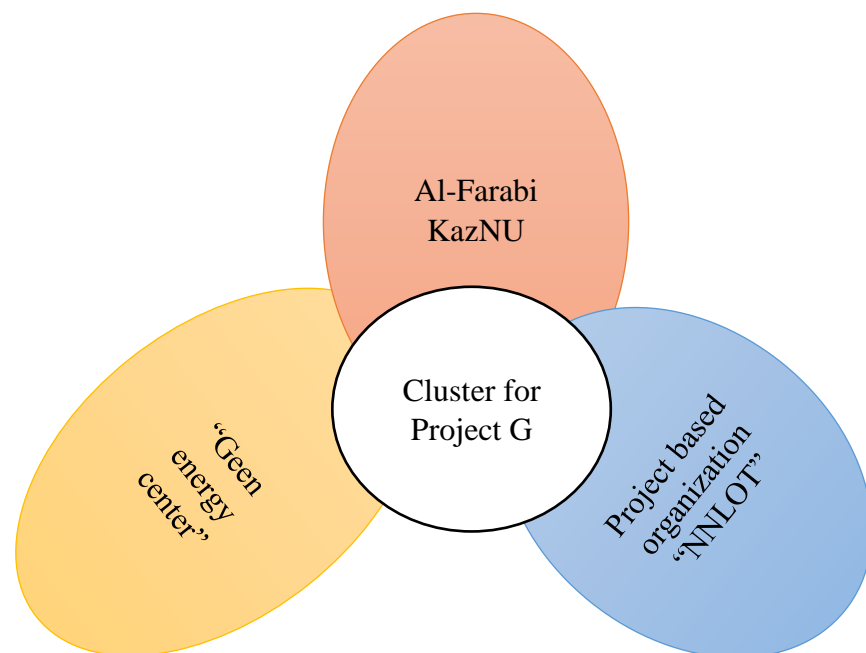 Al-Farabi
KazNU
Cluster for
Project G
“Geen
energy
center”
Project based
organization
“NNLOT”